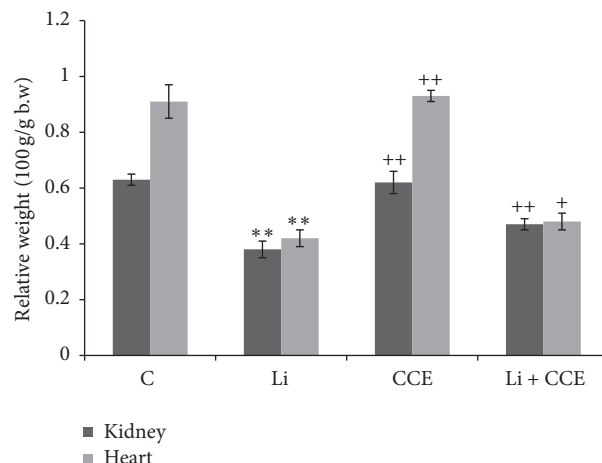 Relative weight (100 g/g b.w)
1.2
1
0.8
0.6
0.4
0.2
0
**
**
++
++
++
+
C
Li
CCE
Li + CCE
Kidney
Heart